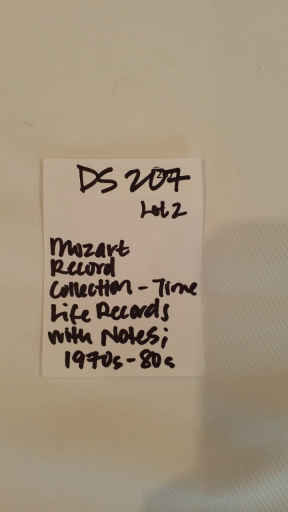 DS 207
Lot 2
Mozart
Record
Collection - Time
Life Records
with Notes;
1970s - 80s